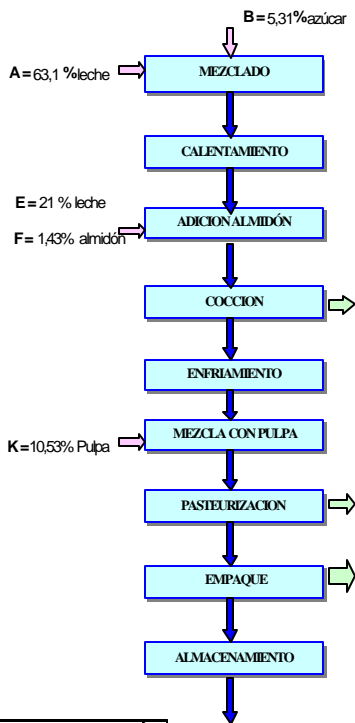 B = 5,31%azúcar
A = 63,1 %leche
MEZCLADO
CALENTAMIENTO
E = 21 % leche
F = 1,43% almidón
ADICION ALMIDÓN
COCCION
ENFRIAMIENTO
MEZCLA CON PULPA
K = 10,53% Pulpa
PASTEURIZACION
EMPAQUE
ALMACENAMIENTO